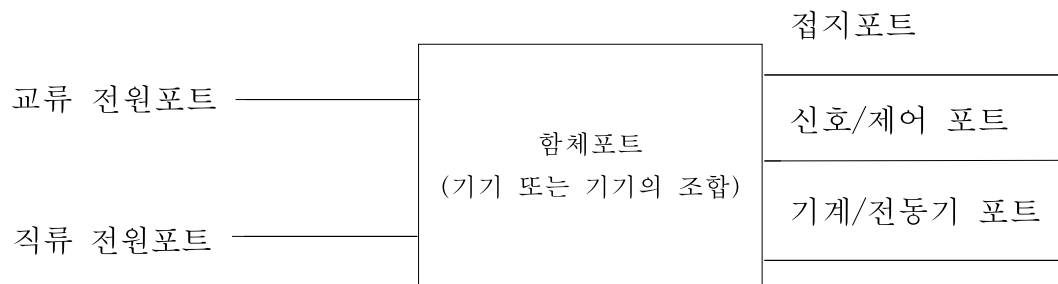 접지포트
교류 전원포트
신호/제어 포트
함체포트
(기기 또는 기기의 조합)
기계/전동기 포트
직류 전원포트